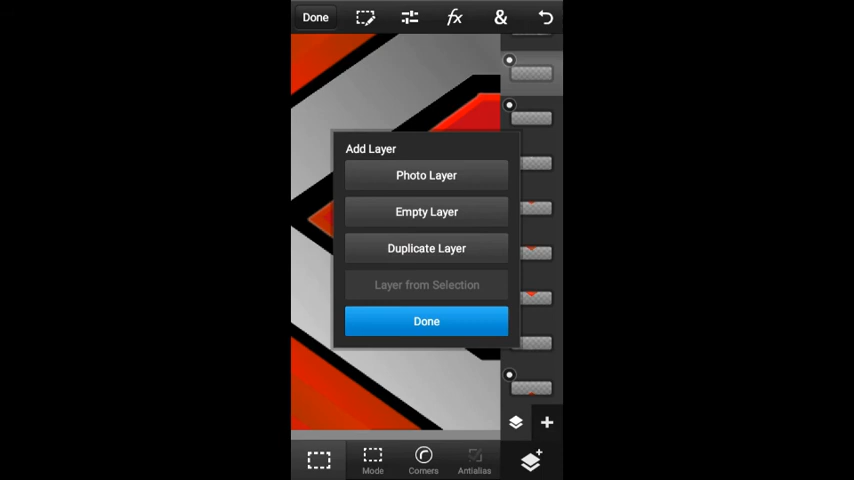 Done
fx
&
Add Layer
Photo Layer
Empty Layer
Duplicate Layer
Layer from Selection
Done
Mode
Corners
Antialias